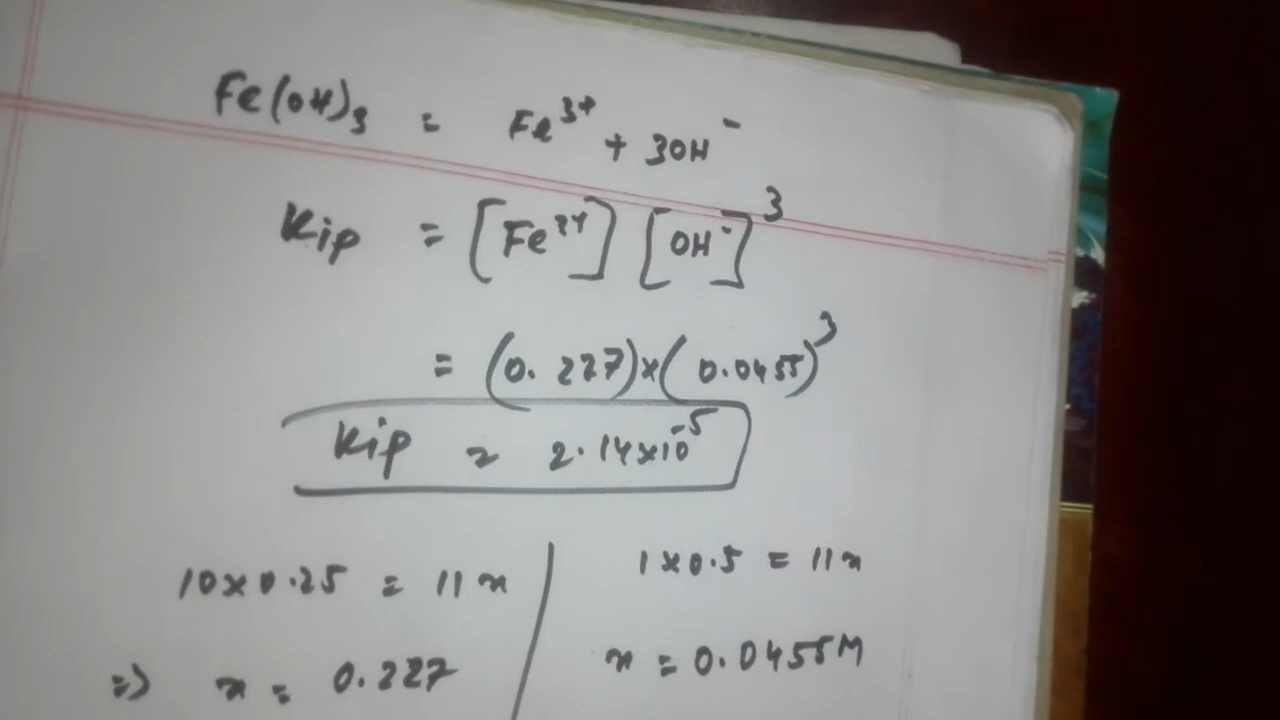 Fe(OH)₃ = Fe³⁺ + 3OH⁻
Kip = [Fe³⁺] [OH⁻]³
= (0.227)×(0.0455)³
Kip = 2.14×10⁻⁵
10×0.25 = 11x
1×0.5 = 11x
=> x = 0.227
x = 0.0455M